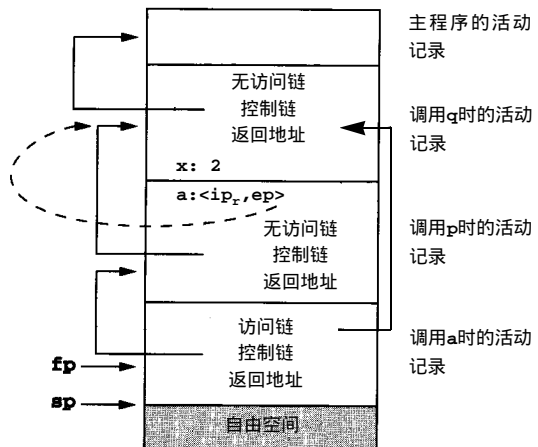 主程序的活动
记录
无访问链
控制链
返回地址
x: 2
调用q时的活动
记录
a:<ipr,ep>
无访问链
控制链
返回地址
调用p时的活动
记录
访问链
控制链
返回地址
调用a时的活动
记录
fp
sp
自由空间